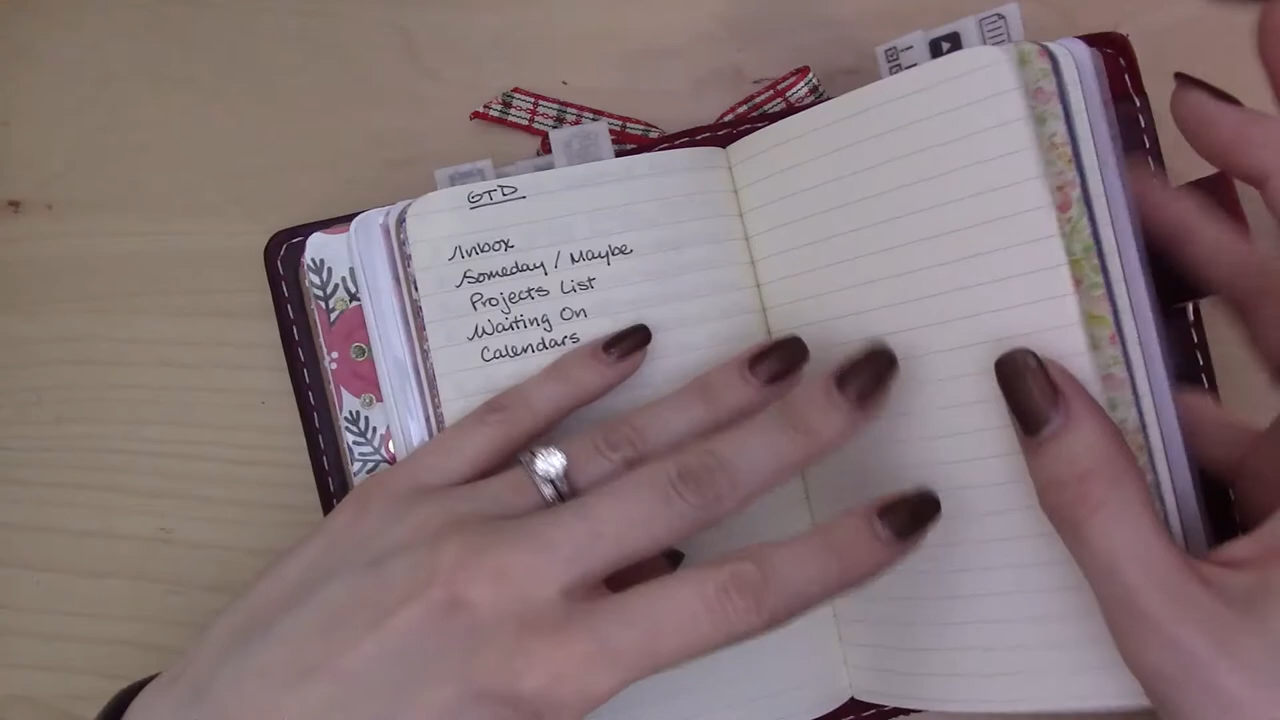 GTD
Inbox
Someday / Maybe
Projects List
Waiting On
Calendars